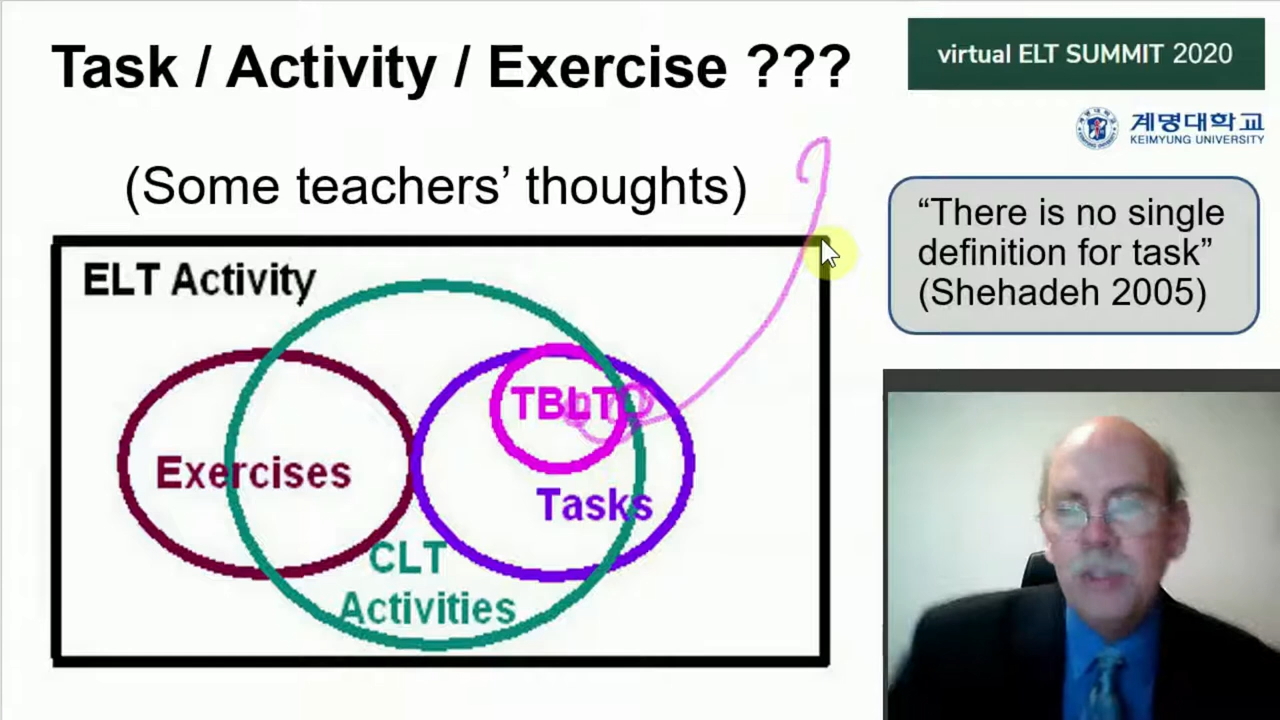 Task / Activity / Exercise ???
virtual ELT SUMMIT 2020
계명대학교
KEIMYUNG UNIVERSITY
(Some teachers’ thoughts)
“There is no single
definition for task”
(Shehadeh 2005)
ELT Activity
TBLT
Exercises
Tasks
CLT
Activities